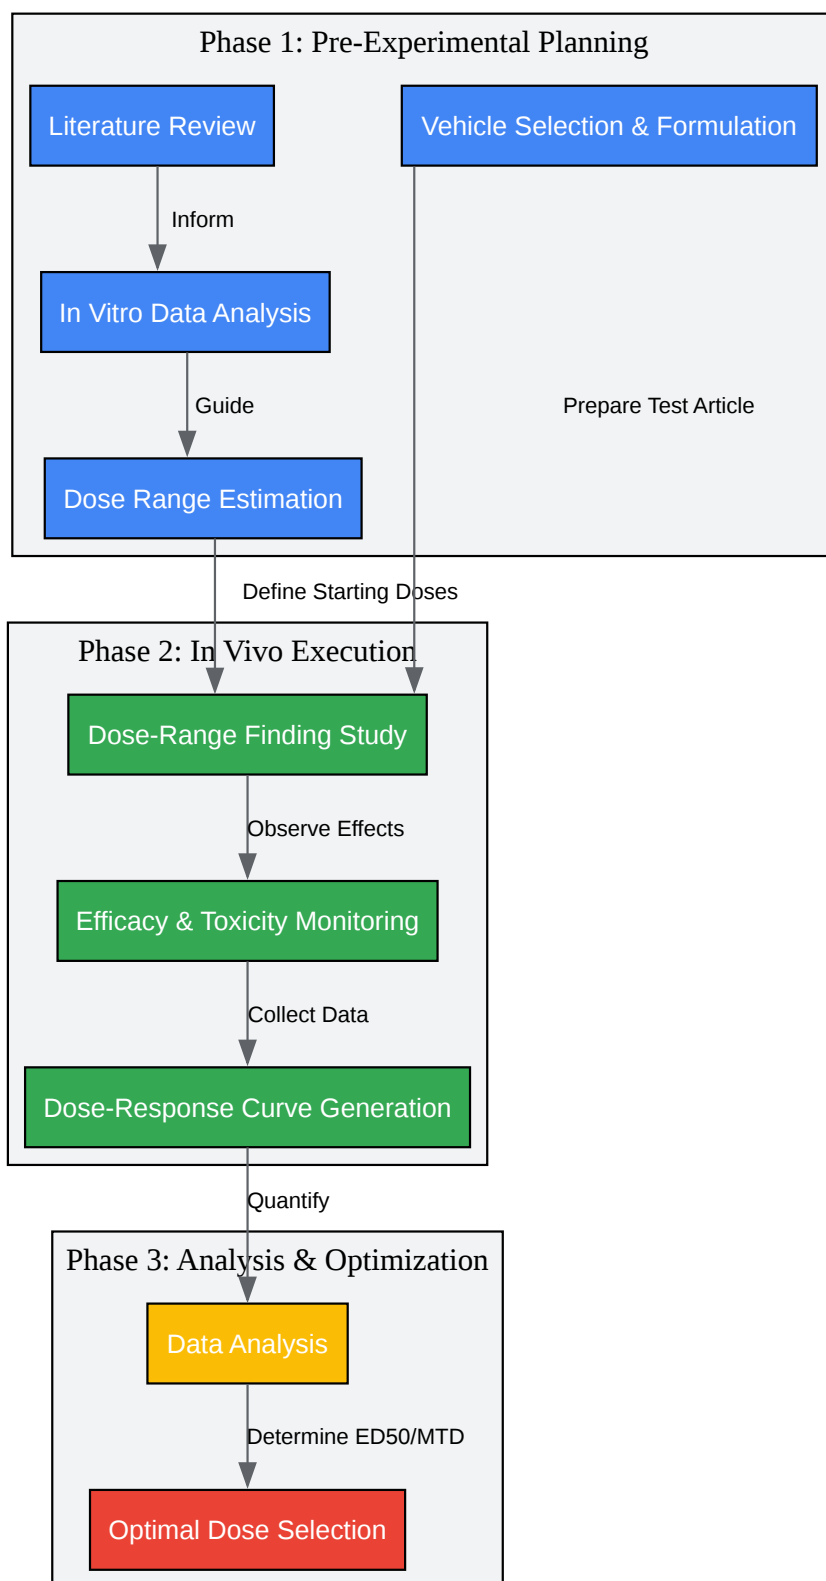 Phase 1: Pre-Experimental Planning
Literature Review
Vehicle Selection & Formulation
Inform
In Vitro Data Analysis
Guide
Prepare Test Article
Dose Range Estimation
Define Starting Doses
Phase 2: In Vivo Execution
Dose-Range Finding Study
Observe Effects
Efficacy & Toxicity Monitoring
Collect Data
Dose-Response Curve Generation
Quantify
Phase 3: Analysis & Optimization
Data Analysis
Determine ED50/MTD
Optimal Dose Selection